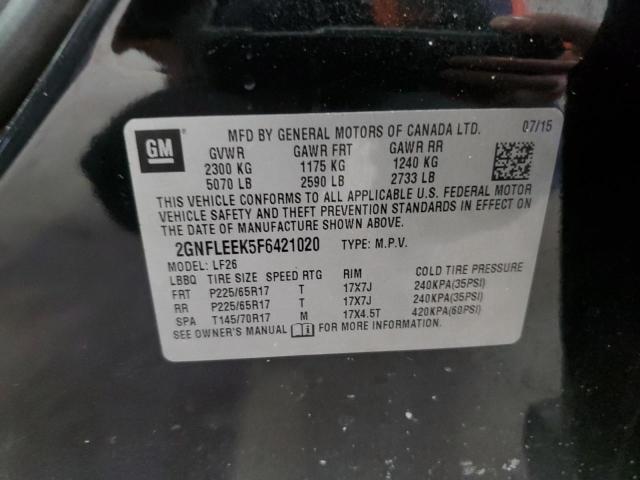 GM
MFD BY GENERAL MOTORS OF CANADA LTD. 07/15
GVWR GAWR FRT GAWR RR
2300 KG 1175 KG 1240 KG
5070 LB 2590 LB 2733 LB
THIS VEHICLE CONFORMS TO ALL APPLICABLE U.S. FEDERAL MOTOR
VEHICLE SAFETY AND THEFT PREVENTION STANDARDS IN EFFECT ON
THE DATE OF MANUFACTURE SHOWN ABOVE.
2GNFLEEK5F6421020 TYPE: M.P.V.
MODEL: LF26
LBBQ TIRE SIZE SPEED RTG RIM COLD TIRE PRESSURE
FRT P225/65R17 T 17X7J 240KPA(35PSI)
RR P225/65R17 T 17X7J 240KPA(35PSI)
SPA T145/70R17 M 17X4.5T 420KPA(60PSI)
SEE OWNER'S MANUAL FOR MORE INFORMATION.